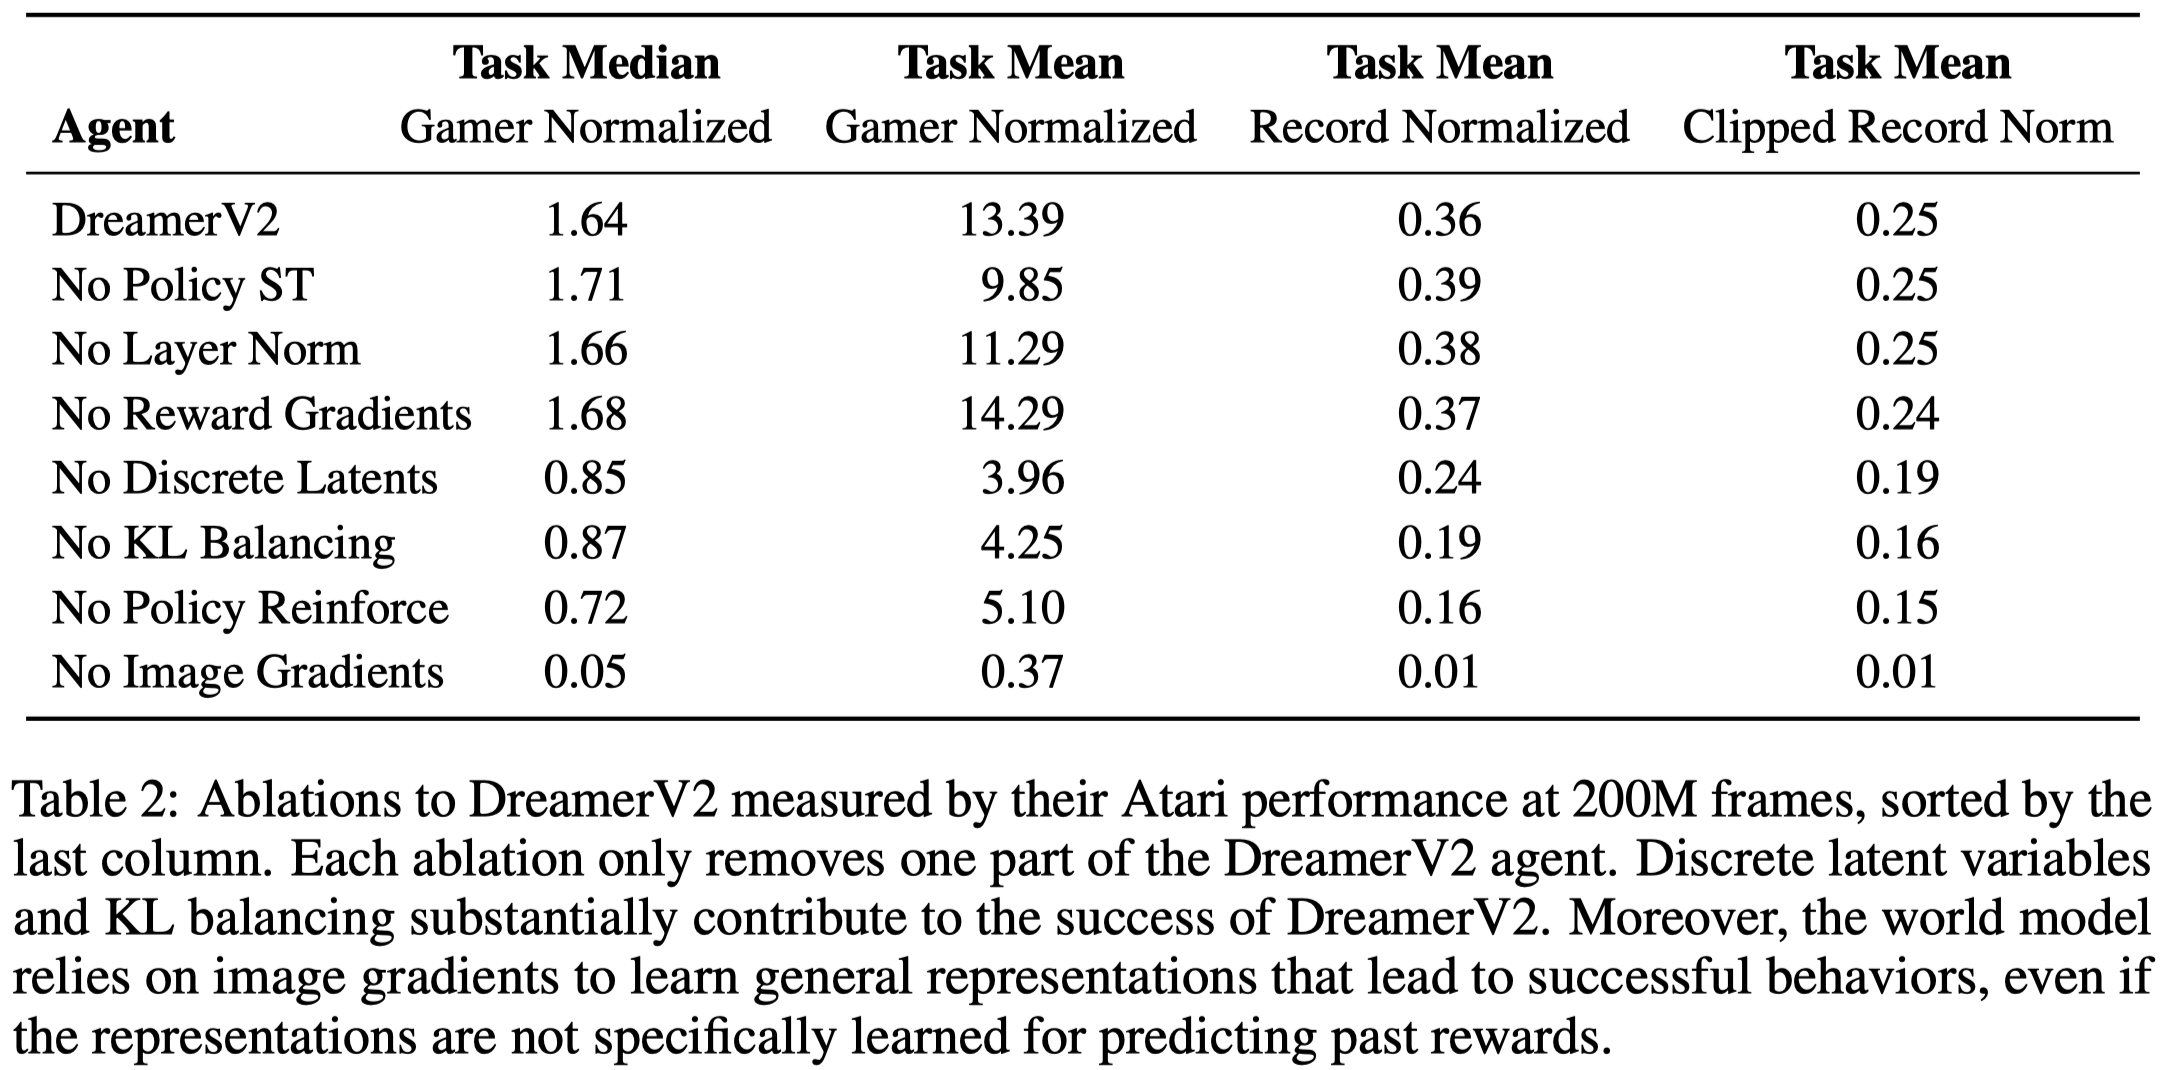 Task Median Task Mean Task Mean Task Mean
Agent Gamer Normalized Gamer Normalized Record Normalized Clipped Record Norm
DreamerV2 1.64 13.39 0.36 0.25
No Policy ST 1.71 9.85 0.39 0.25
No Layer Norm 1.66 11.29 0.38 0.25
No Reward Gradients 1.68 14.29 0.37 0.24
No Discrete Latents 0.85 3.96 0.24 0.19
No KL Balancing 0.87 4.25 0.19 0.16
No Policy Reinforce 0.72 5.10 0.16 0.15
No Image Gradients 0.05 0.37 0.01 0.01
Table 2: Ablations to DreamerV2 measured by their Atari performance at 200M frames, sorted by the
last column. Each ablation only removes one part of the DreamerV2 agent. Discrete latent variables
and KL balancing substantially contribute to the success of DreamerV2. Moreover, the world model
relies on image gradients to learn general representations that lead to successful behaviors, even if
the representations are not specifically learned for predicting past rewards.